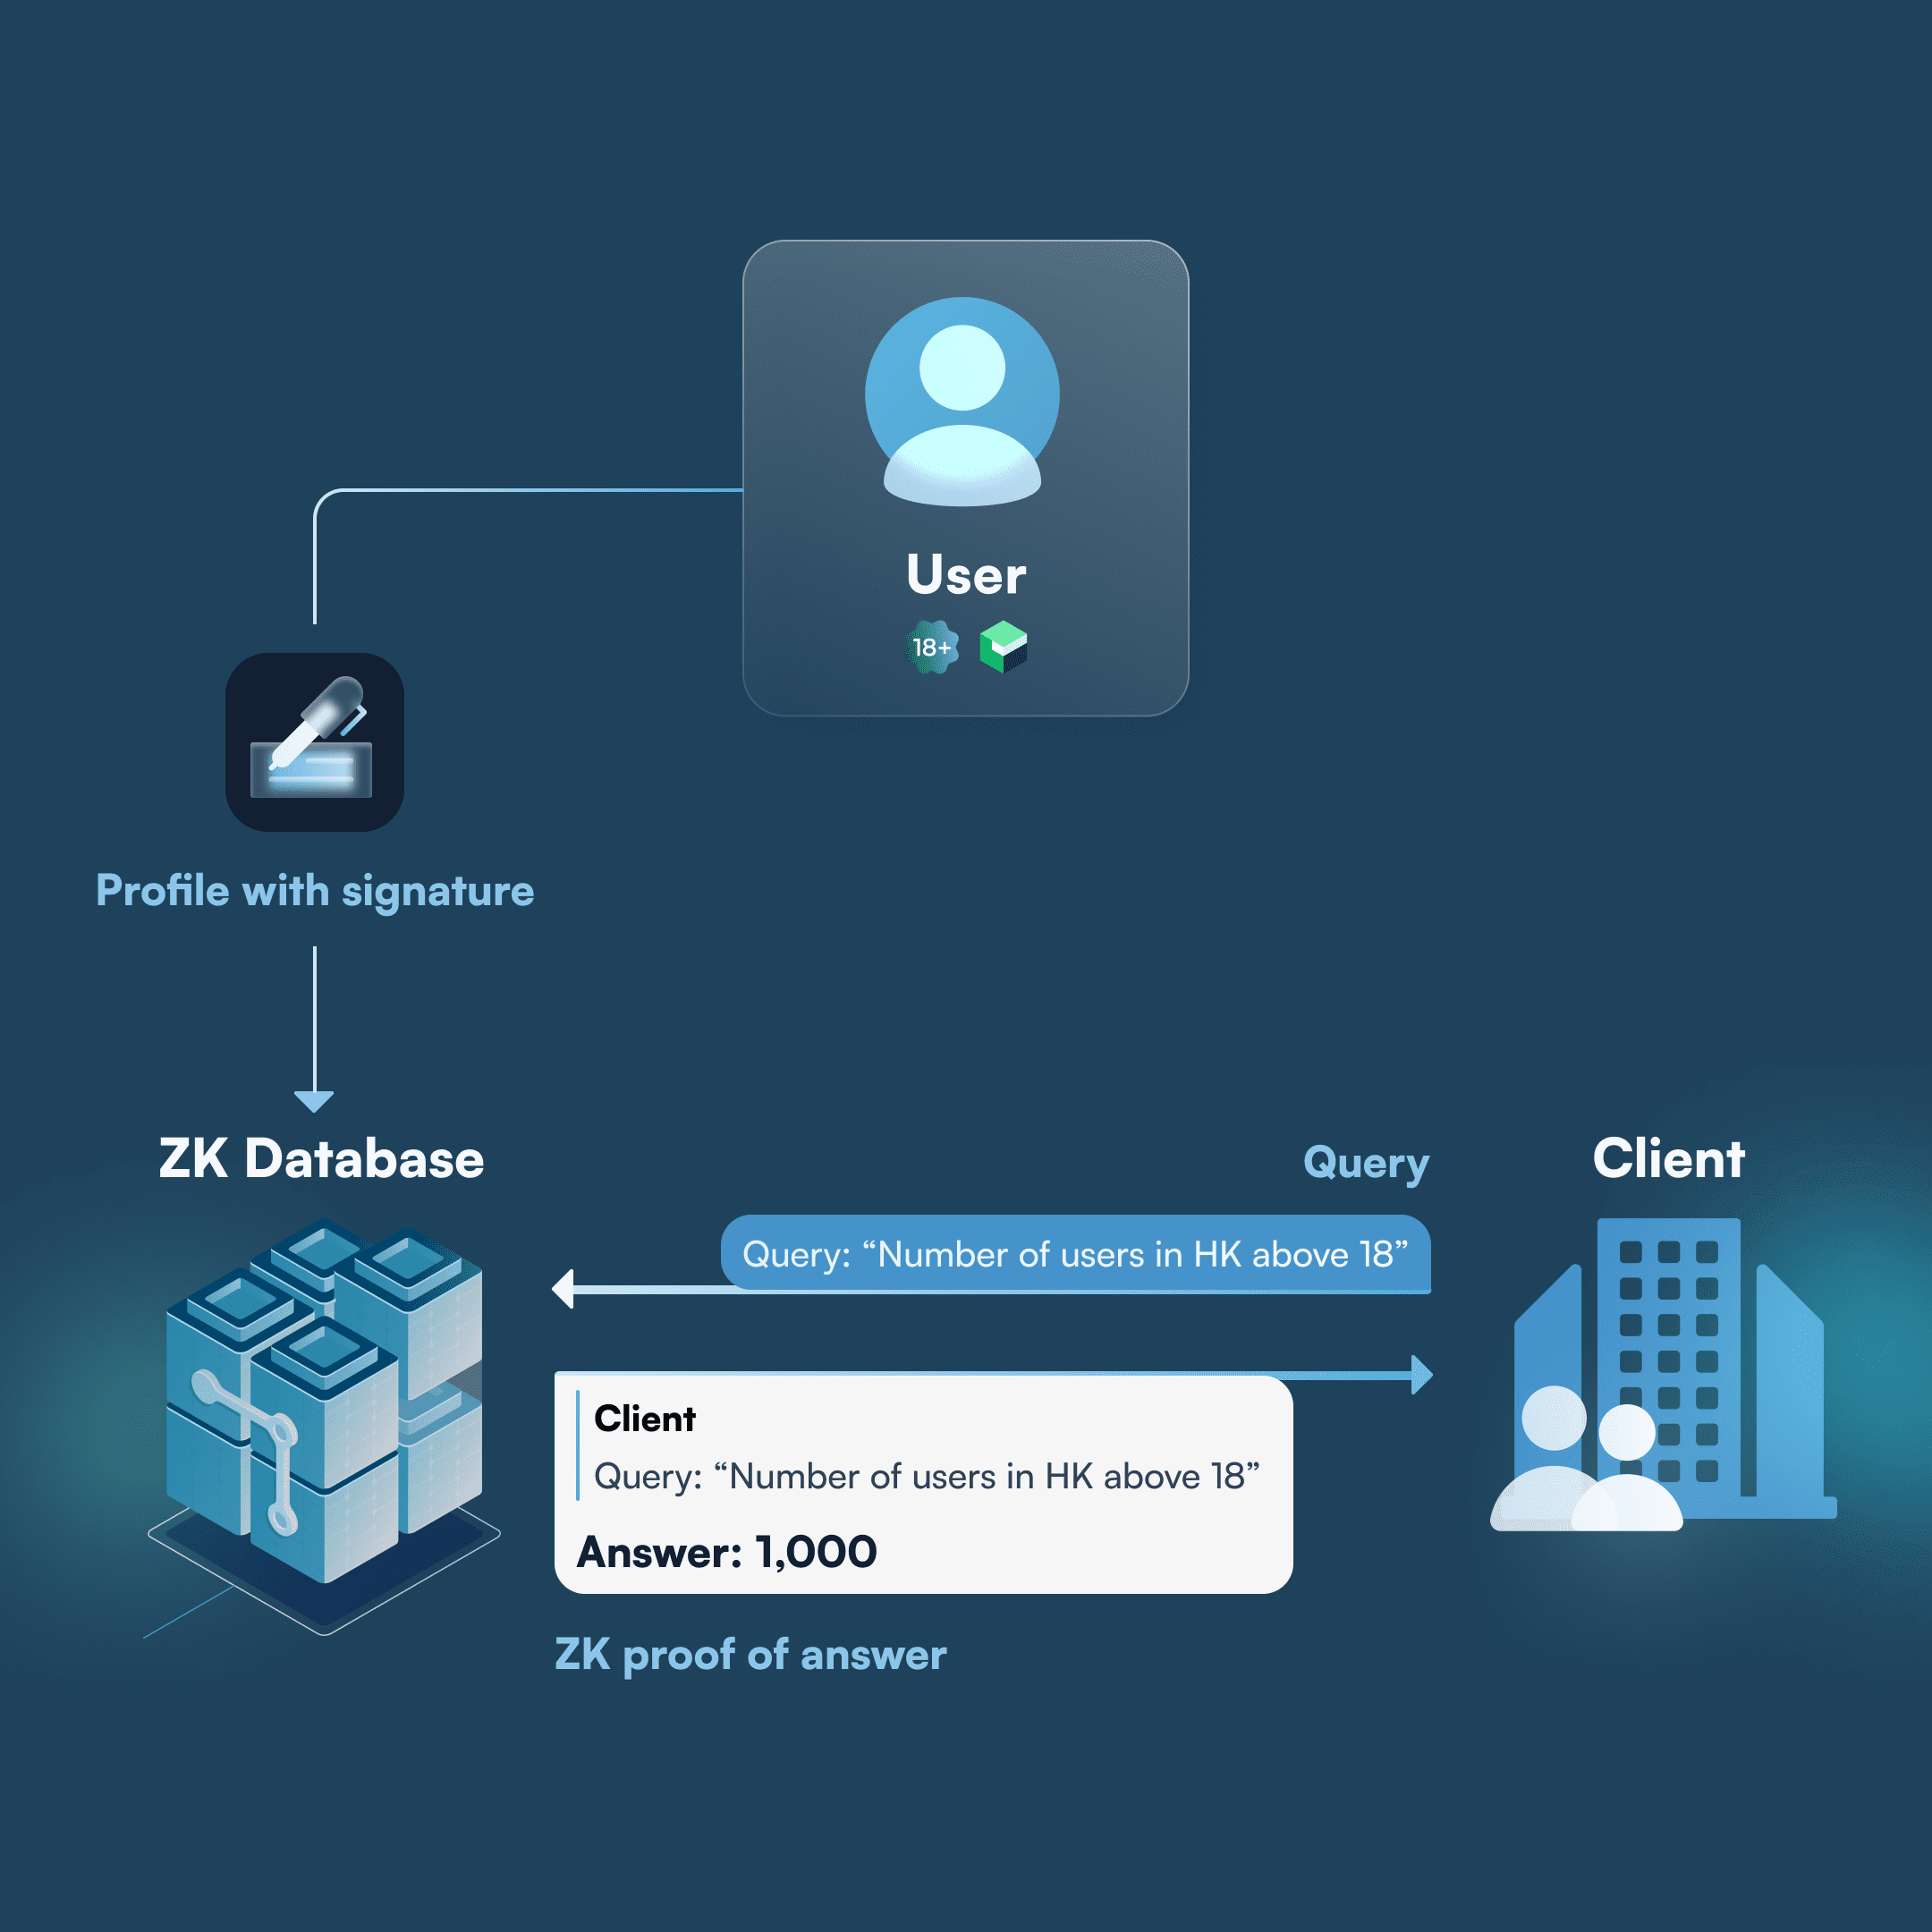 User
18+
Profile with signature
ZK Database
Query
Client
Query: “Number of users in HK above 18”
Client
Query: “Number of users in HK above 18”
Answer: 1,000
ZK proof of answer